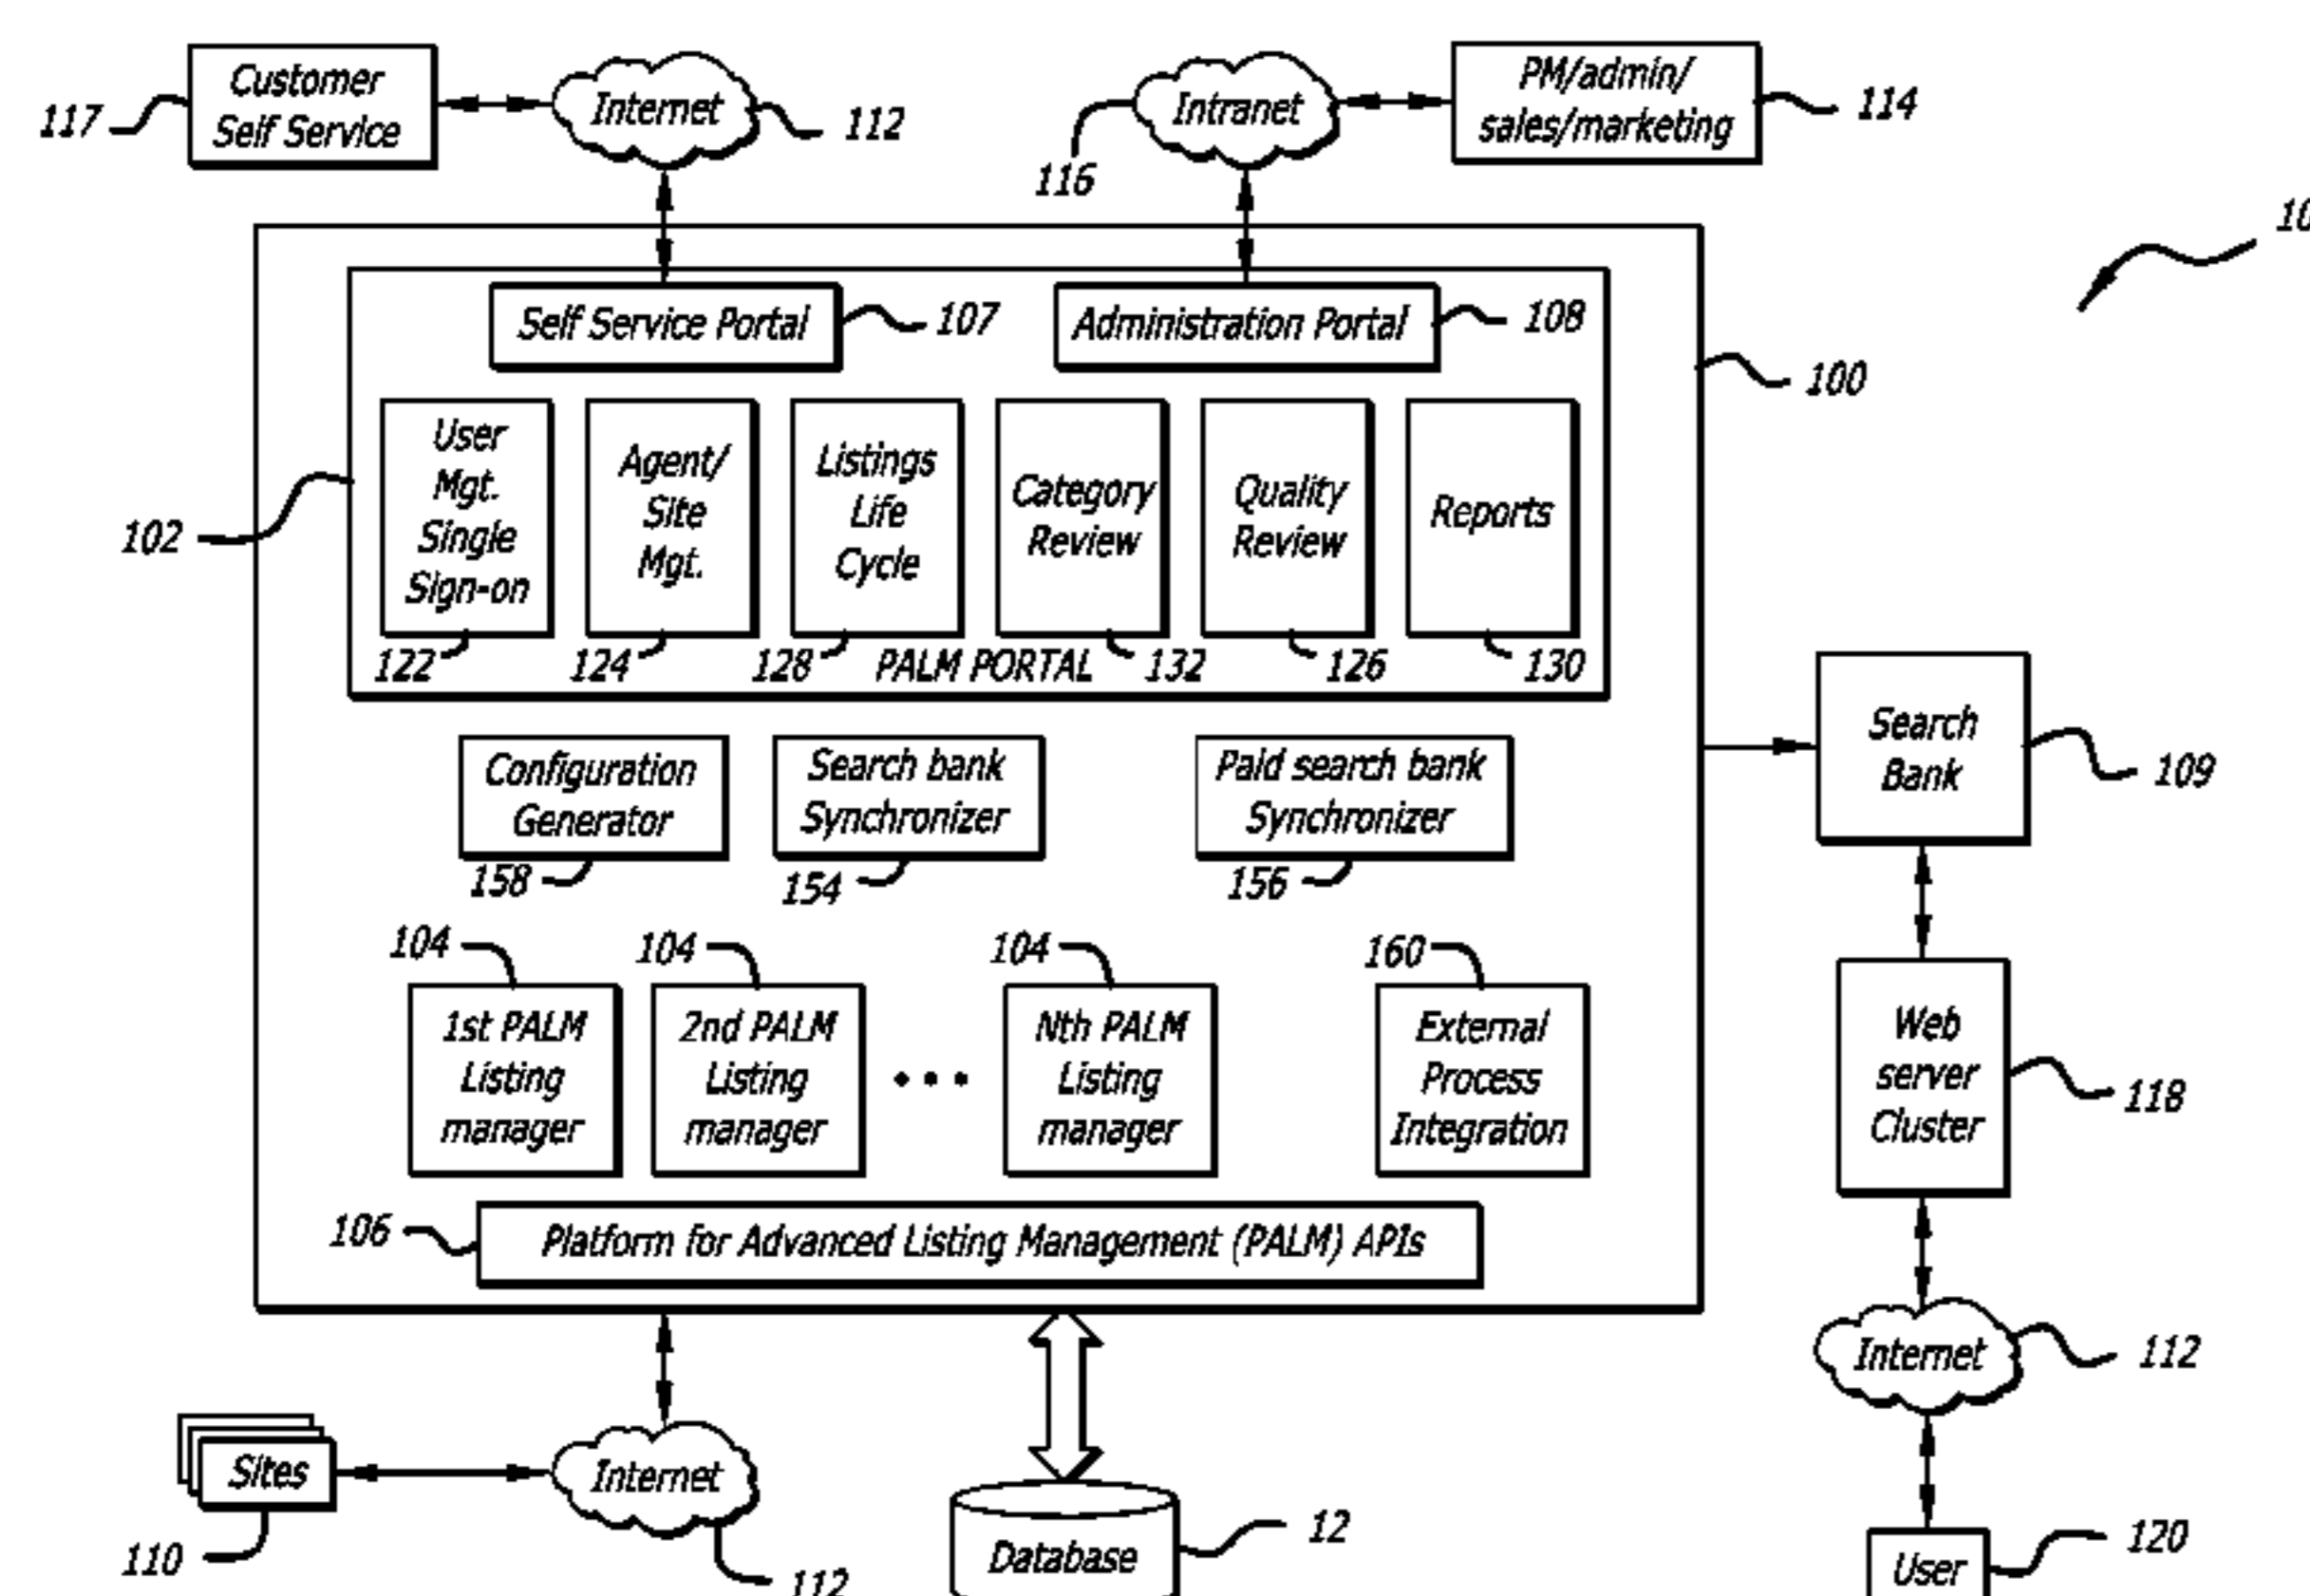 Customer
Self Service
117
Internet
112
Intranet
116
PM/admin/
sales/marketing
114
10
Self Service Portal
107
Administration Portal
108
100
User
Mgt.
Single
Sign-on
Agent/
Site
Mgt.
Listings
Life
Cycle
Category
Review
Quality
Review
Reports
102
122
124
128
PALM PORTAL
132
126
130
Configuration
Generator
158
Search bank
Synchronizer
154
Paid search bank
Synchronizer
156
Search
Bank
109
104
104
104
160
1st PALM
Listing
manager
2nd PALM
Listing
manager
• • •
Nth PALM
Listing
manager
External
Process
Integration
Web
server
Cluster
118
106
Platform for Advanced Listing Management (PALM) APIs
Internet
112
Sites
110
Internet
112
Database
12
User
120